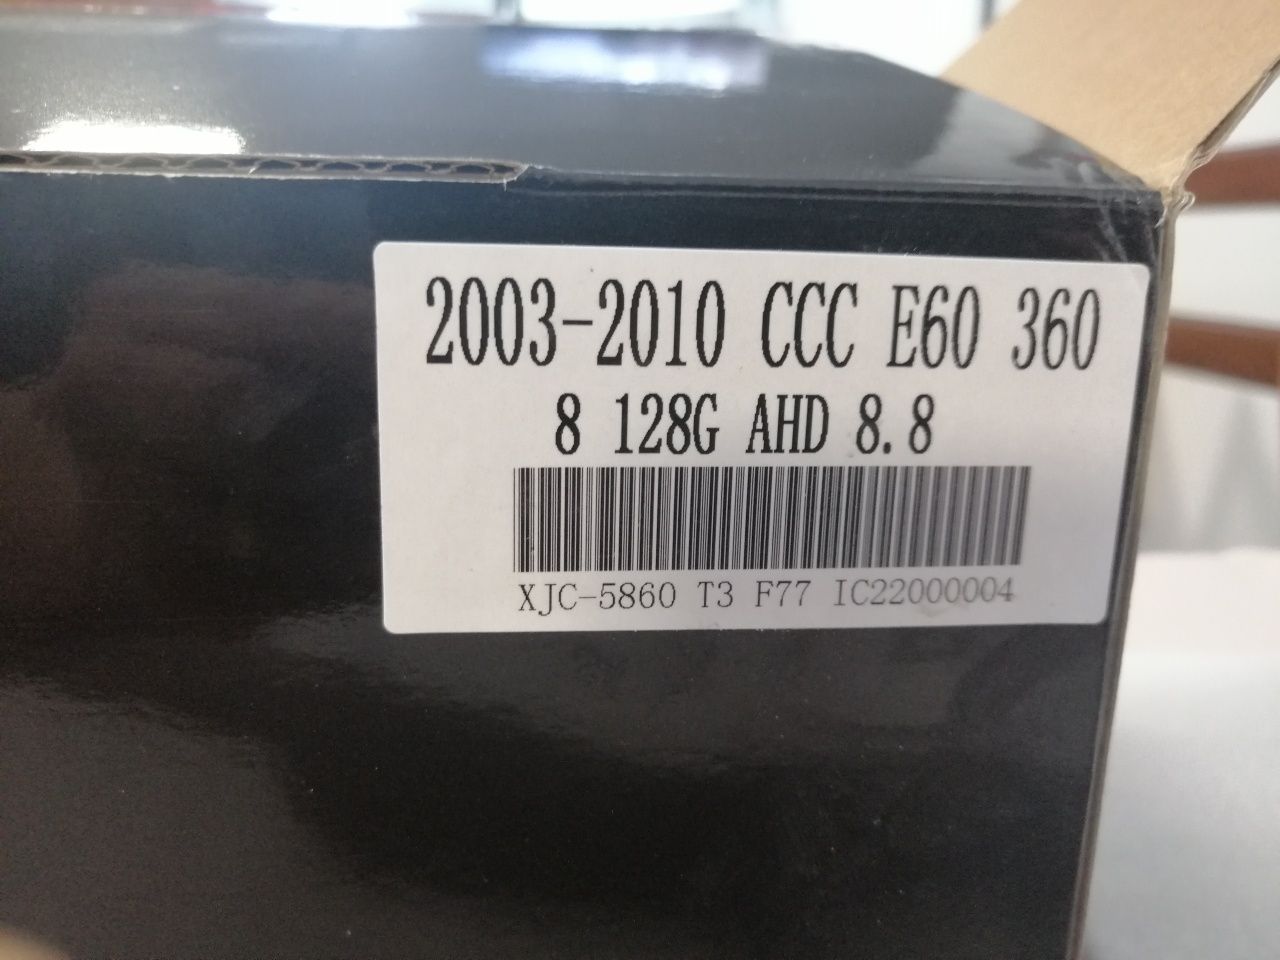 2003-2010 CCC E60 360
8 128G AHD 8.8
XJC-5860 T3 F77 IC22000004